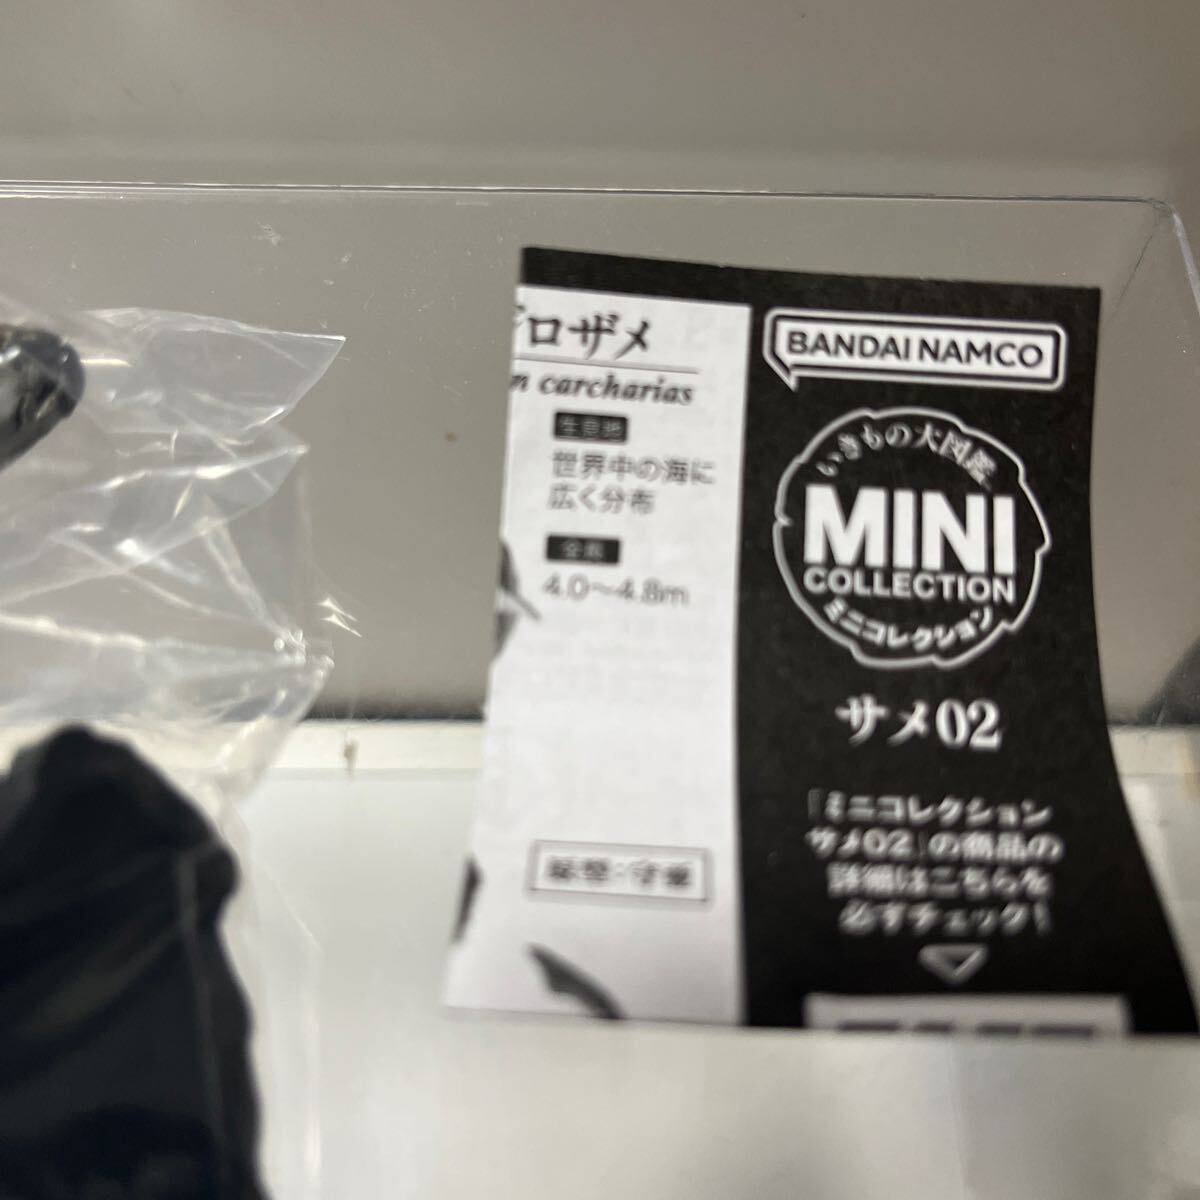 ロザメ
n carcharias
生息地
世界中の海に
広く分布
全長
4.0～4.8m
BANDAI NAMCO
いきもの大図鑑
MINI
COLLECTION
ミニコレクション
サメ02
「ミニコレクション
サメ02」の商品の
詳細はこちらを
必ずチェック!